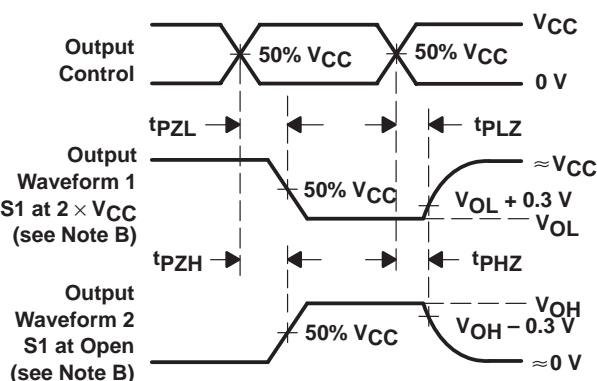 VCC
Output
Control
50% VCC
50% VCC
0 V
tPZL
tPLZ
Output
Waveform 1
S1 at 2 × VCC
(see Note B)
≈VCC
50% VCC
VOL + 0.3 V
VOL
tPZH
tPHZ
Output
Waveform 2
S1 at Open
(see Note B)
VOH
50% VCC
VOH – 0.3 V
≈0 V